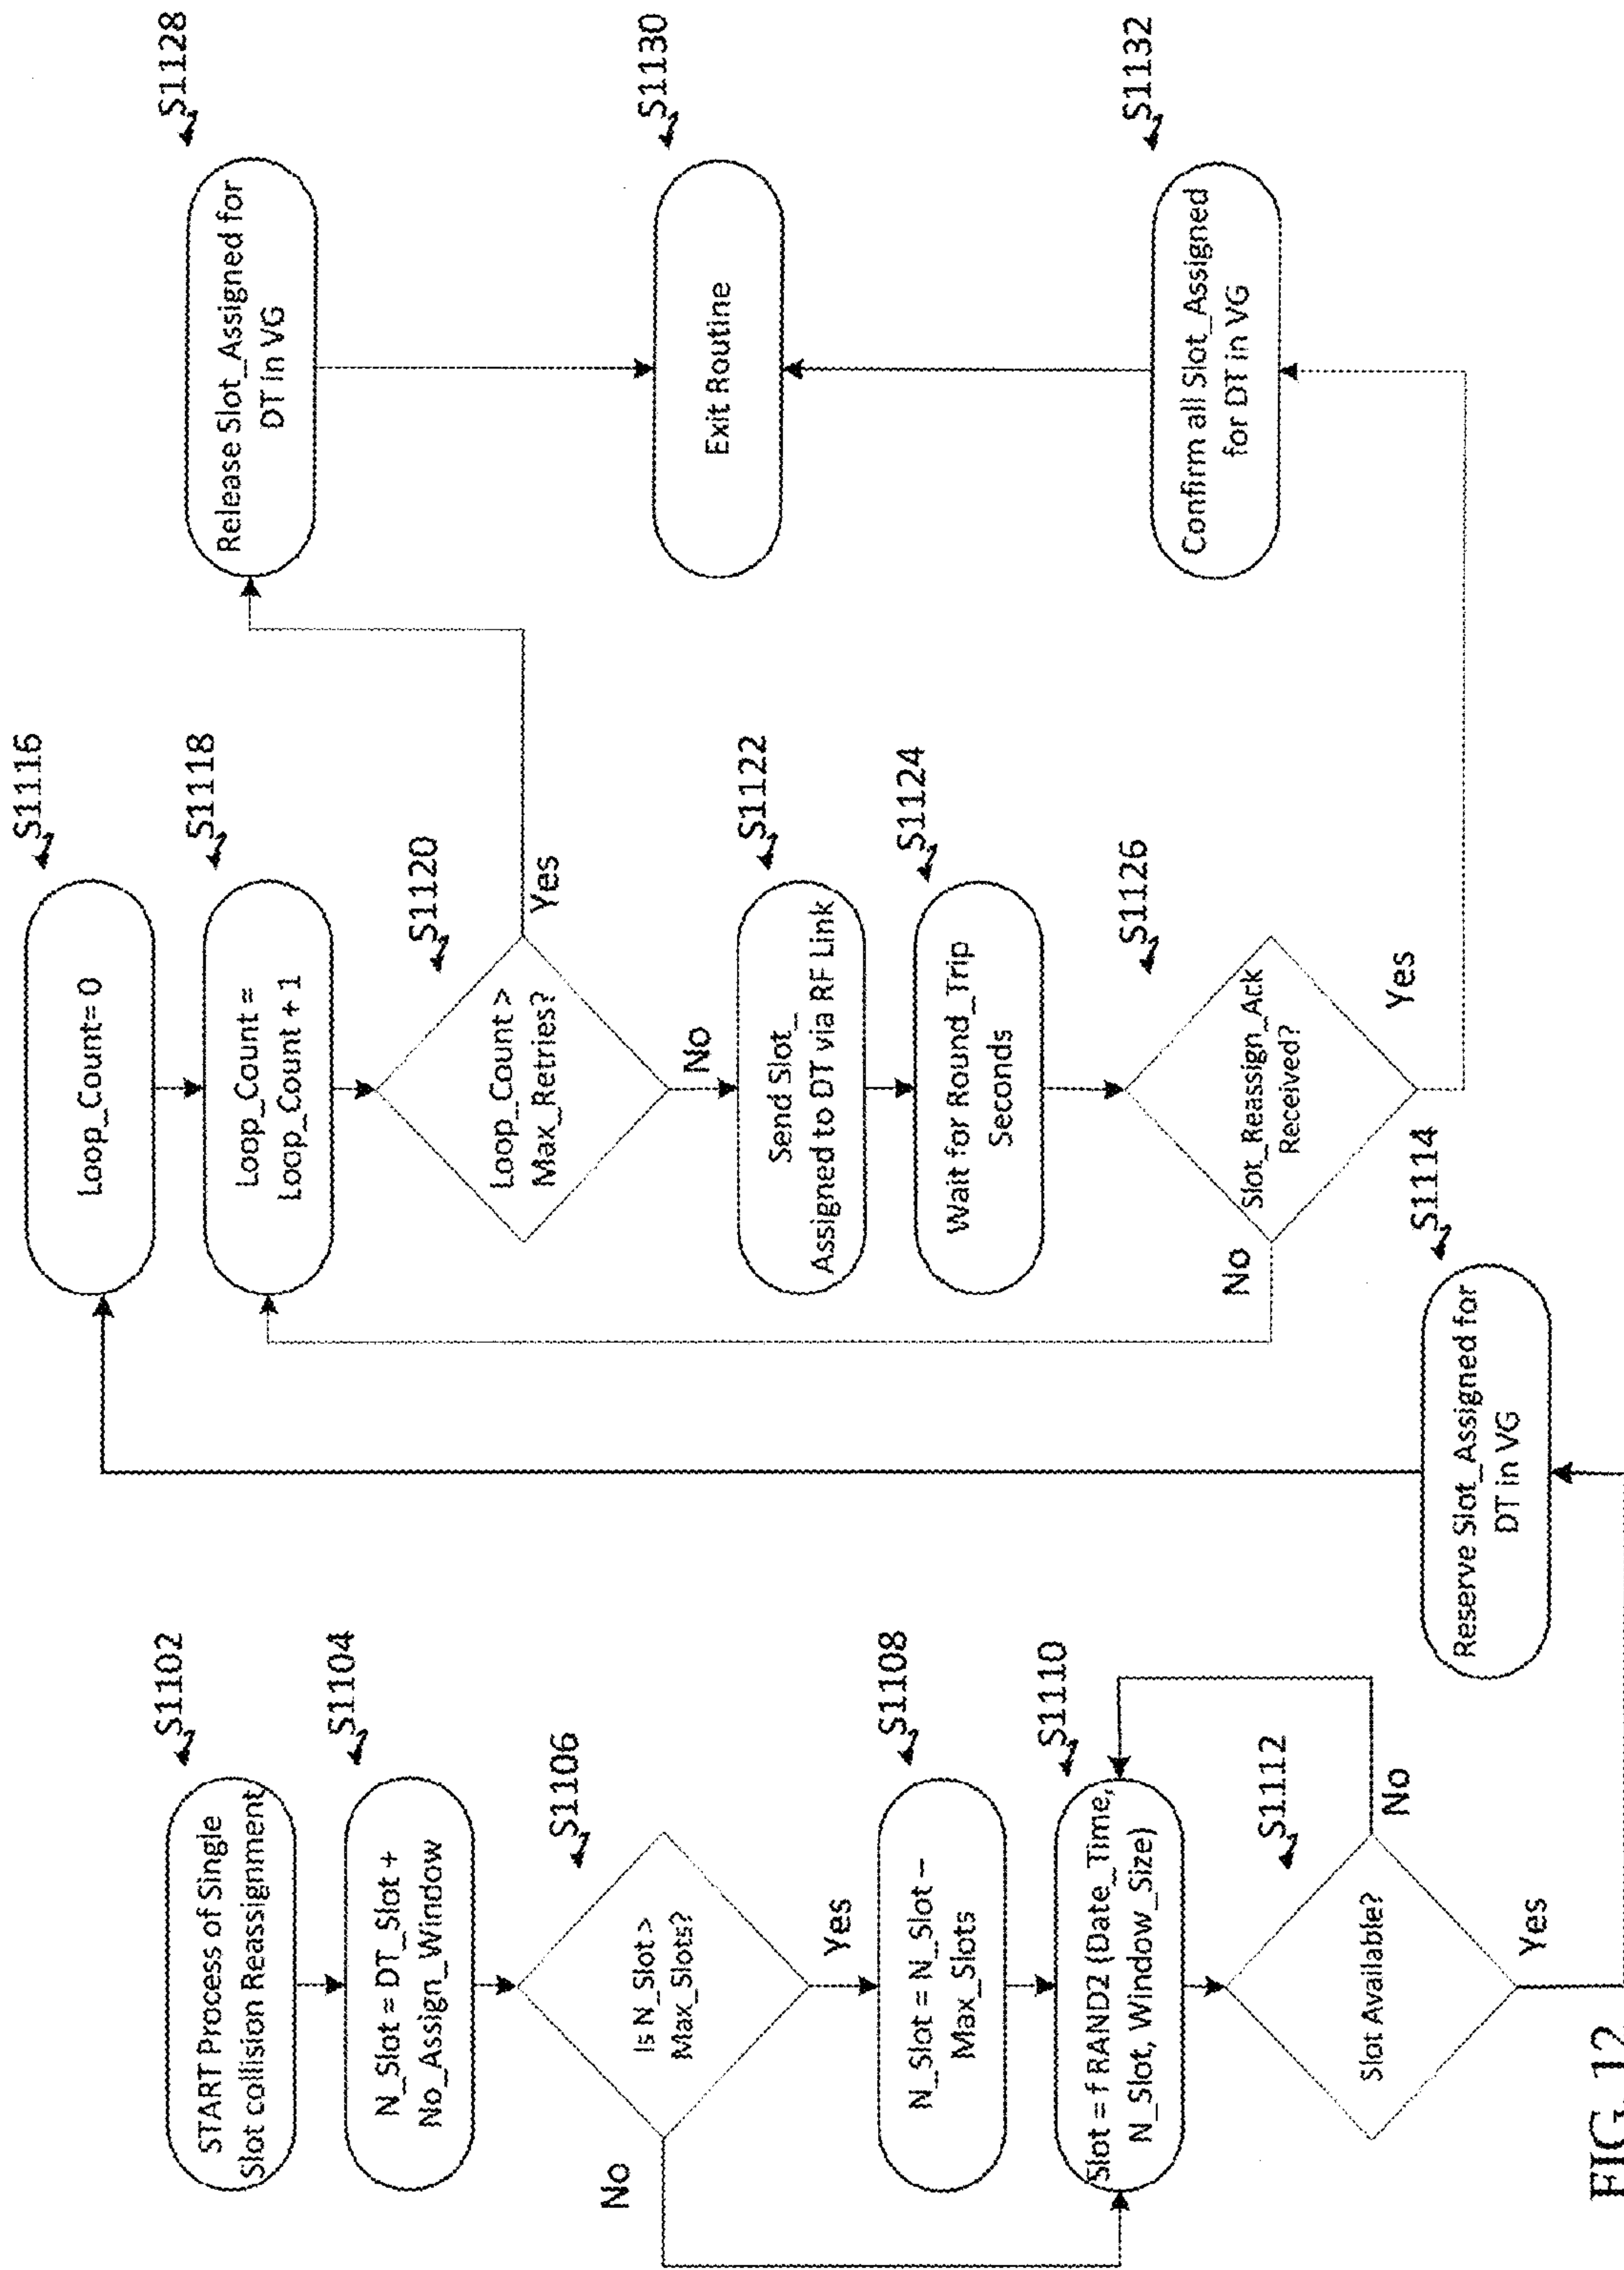 S1102
START Process of Single
Slot collision Reassignment
S1104
N_Slot = DT_Slot +
No_Assign_Window
S1106
Is N_Slot >
Max_Slots?
No
Yes
S1108
N_Slot = N_Slot –
Max_Slots
S1110
Slot = f RAND2 (Date_Time,
N_Slot, Window_Size)
S1112
Slot Available?
No
Yes
S1114
Reserve Slot_Assigned for
DT in VG
S1116
Loop_Count= 0
S1118
Loop_Count =
Loop_Count + 1
S1120
Loop_Count >
Max_Retries?
Yes
No
S1122
Send Slot_
Assigned to DT via RF Link
S1124
Wait for Round_Trip
Seconds
S1126
Slot_Reassign_Ack
Received?
No
Yes
S1128
Release Slot_Assigned for
DT in VG
S1130
Exit Routine
S1132
Confirm all Slot_Assigned
for DT in VG
FIG. 12